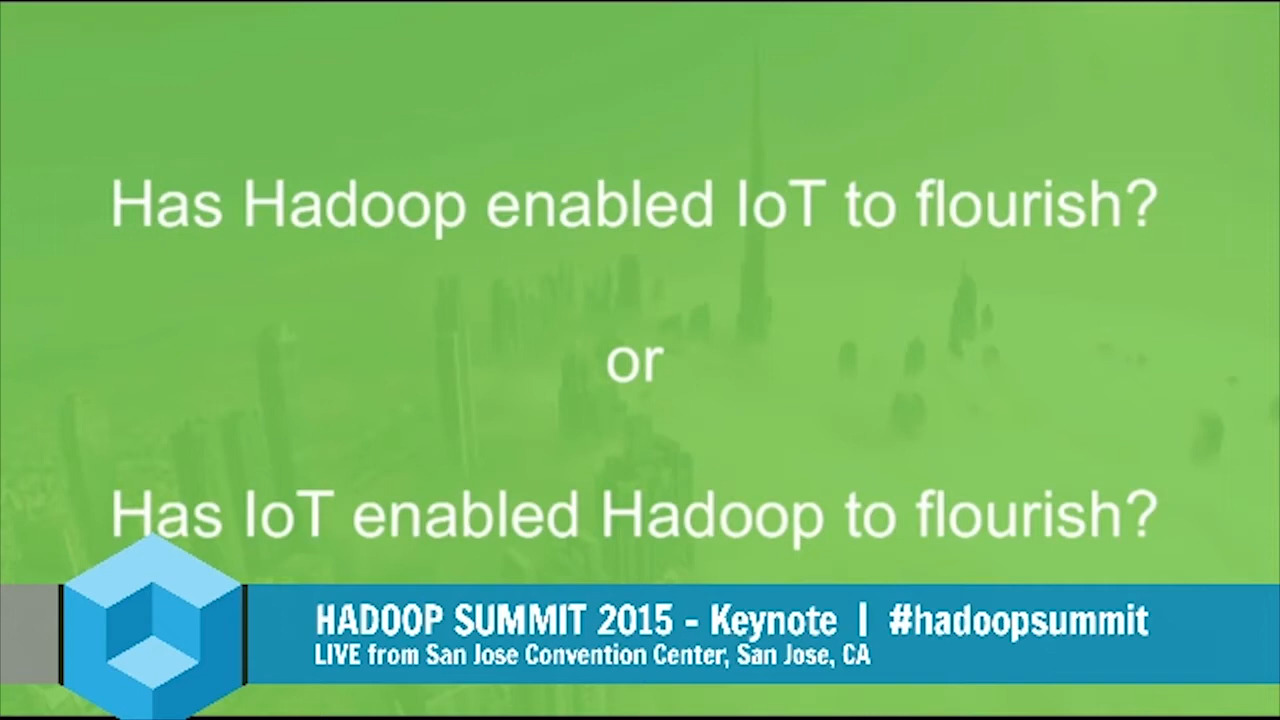 Has Hadoop enabled IoT to flourish?
or
Has IoT enabled Hadoop to flourish?
HADOOP SUMMIT 2015 - Keynote | #hadoopsummit
LIVE from San Jose Convention Center, San Jose, CA